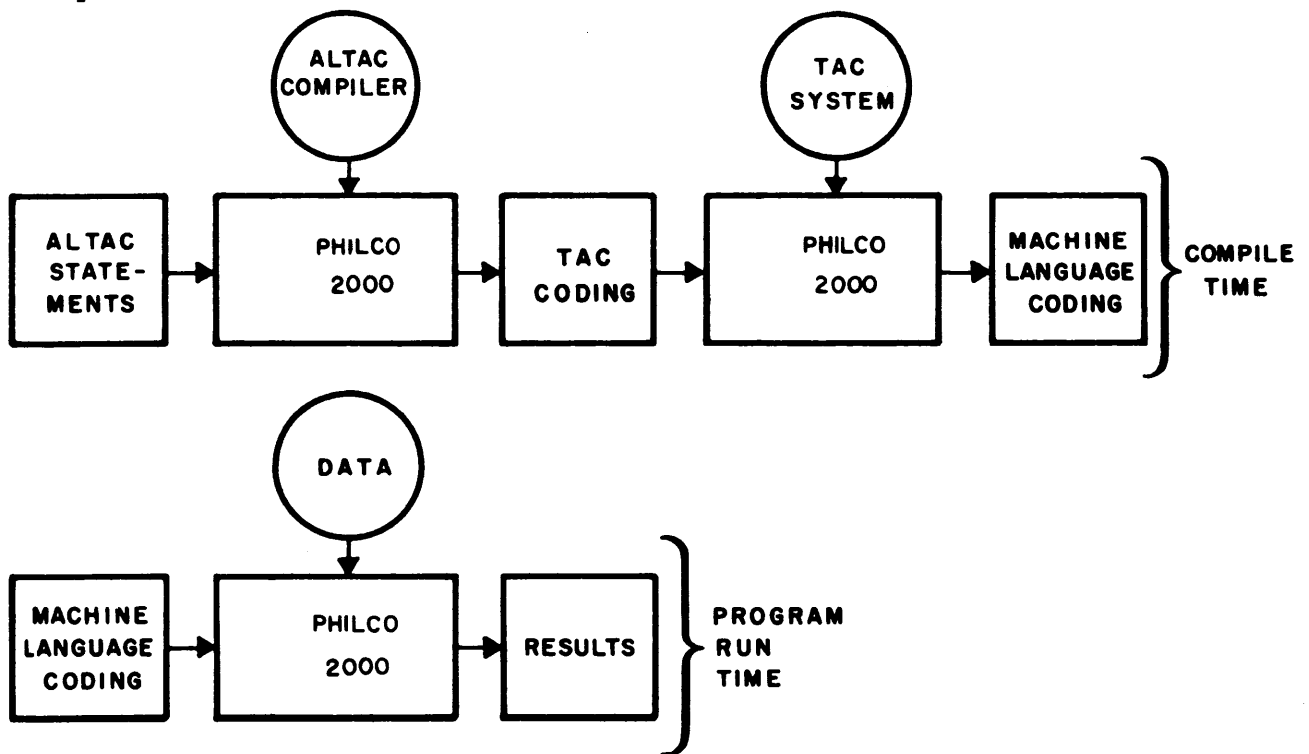 ALTAC
COMPILER
TAC
SYSTEM
ALTAC
STATE-
MENTS
PHILCO
2000
TAC
CODING
PHILCO
2000
MACHINE
LANGUAGE
CODING
COMPILE
TIME
DATA
MACHINE
LANGUAGE
CODING
PHILCO
2000
RESULTS
PROGRAM
RUN
TIME